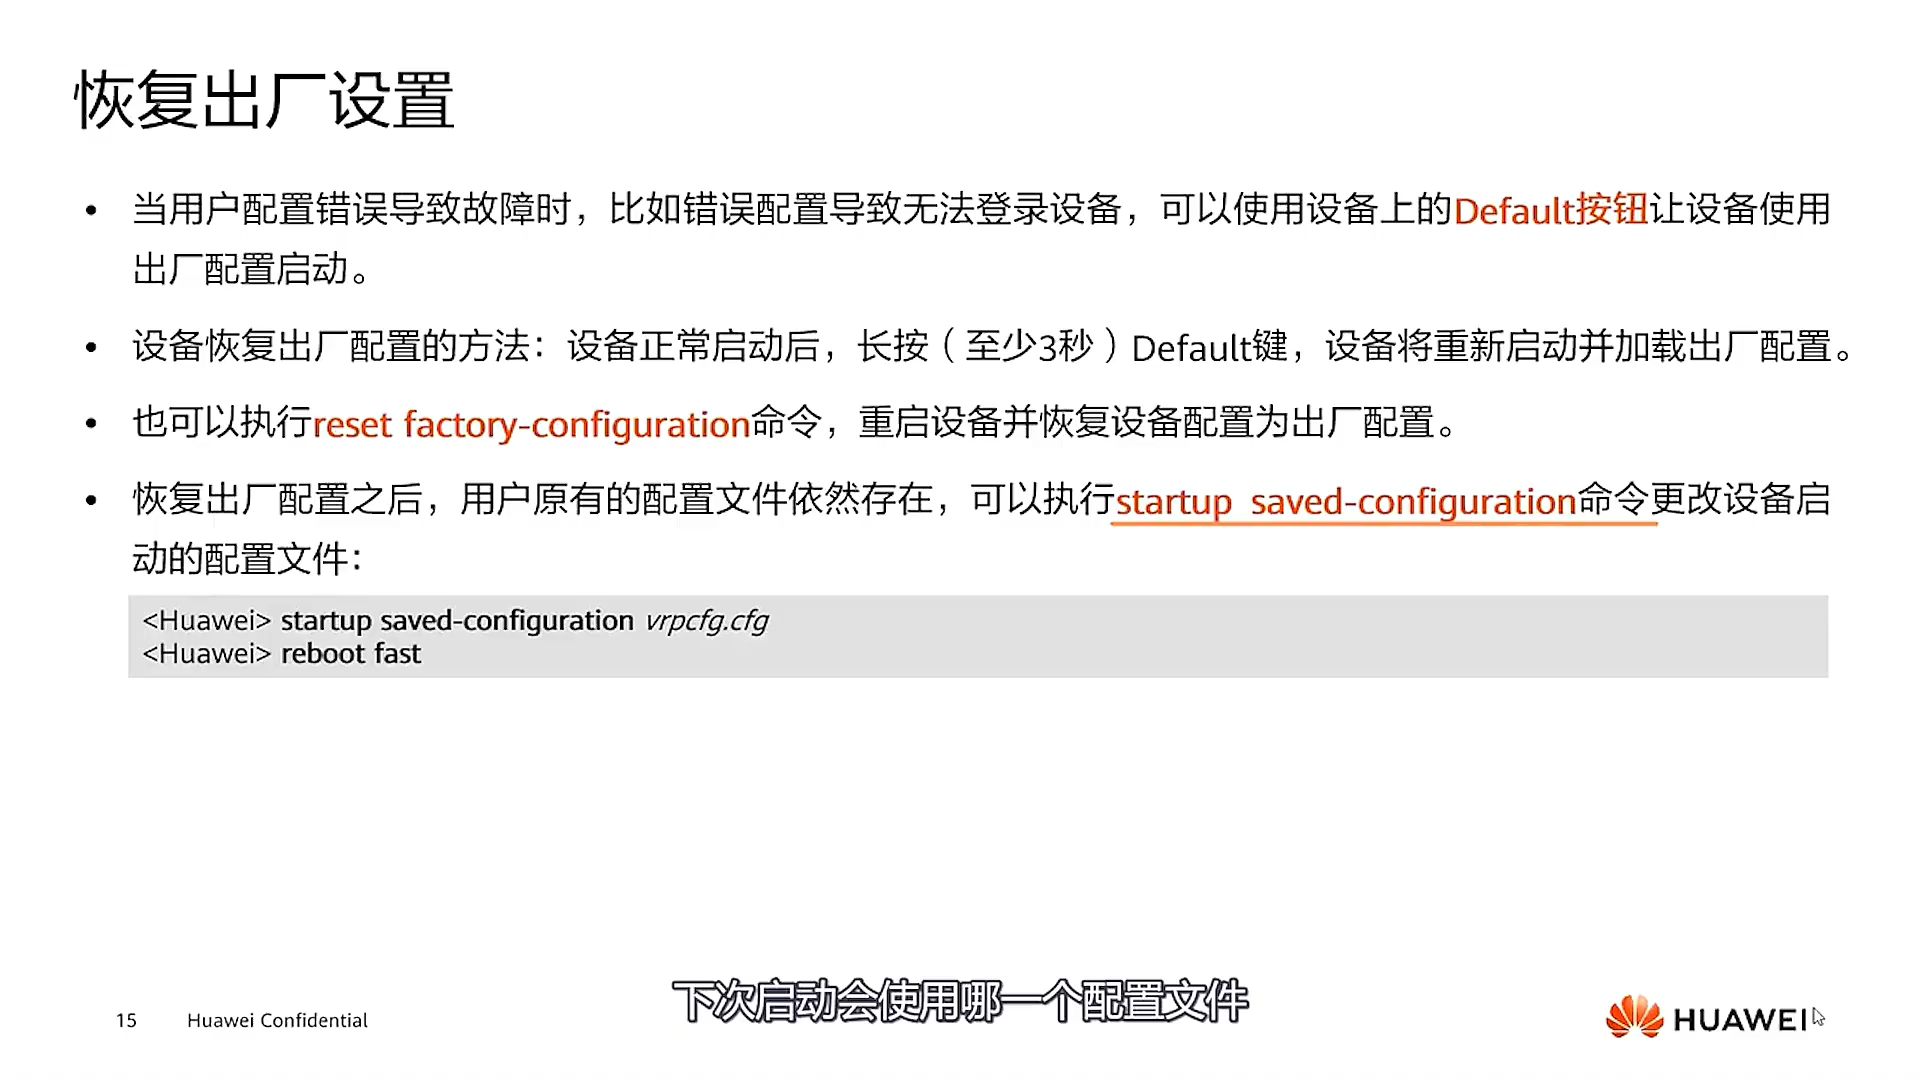 恢复出厂设置
• 当用户配置错误导致故障时，比如错误配置导致无法登录设备，可以使用设备上的Default按钮让设备使用
出厂配置启动。
• 设备恢复出厂配置的方法：设备正常启动后，长按（至少3秒）Default键，设备将重新启动并加载出厂配置。
• 也可以执行reset factory-configuration命令，重启设备并恢复设备配置为出厂配置。
• 恢复出厂配置之后，用户原有的配置文件依然存在，可以执行startup saved-configuration命令更改设备启
动的配置文件：
<Huawei> startup saved-configuration vrpcfg.cfg
<Huawei> reboot fast
下次启动会使用哪一个配置文件
15 Huawei Confidential
HUAWEI